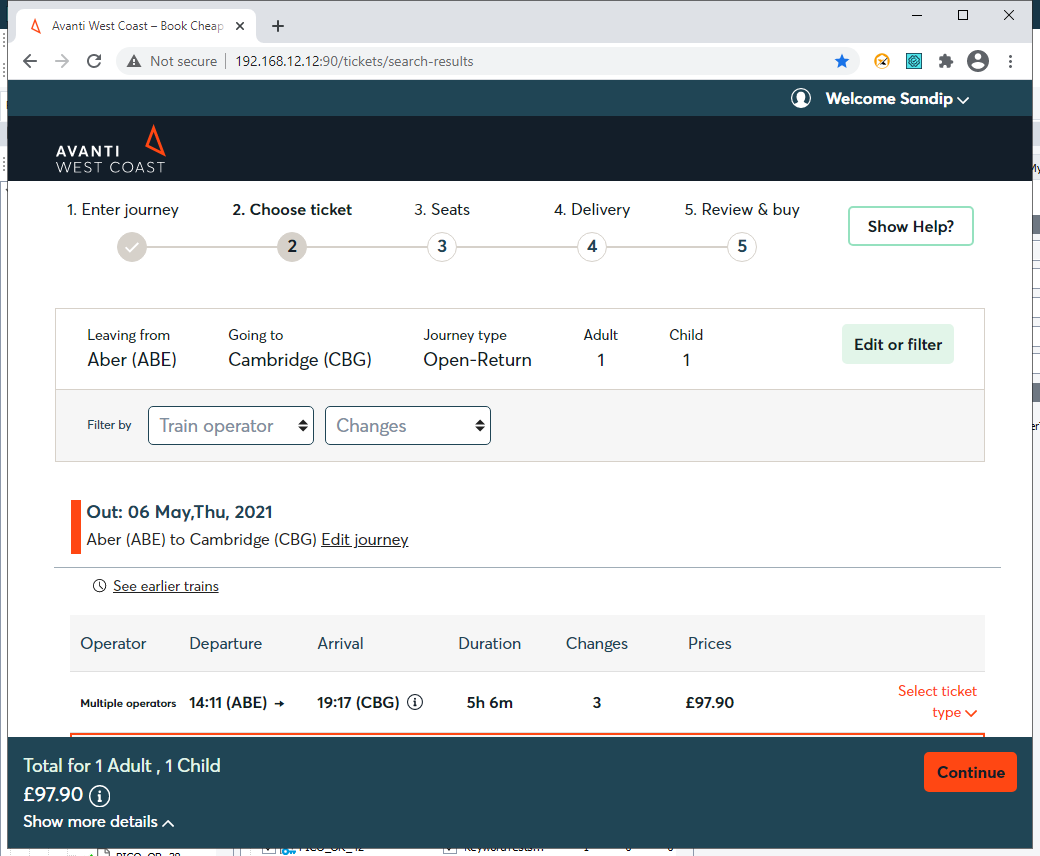 Avanti West Coast – Book Cheap
Not secure
192.168.12.12:90/tickets/search-results
Welcome Sandip
AVANTI
WEST COAST
1. Enter journey
2. Choose ticket
3. Seats
4. Delivery
5. Review & buy
2
3
4
5
Show Help?
Leaving from
Going to
Journey type
Adult
Child
Aber (ABE)
Cambridge (CBG)
Open-Return
1
1
Edit or filter
Filter by
Train operator
Changes
Out: 06 May,Thu, 2021
Aber (ABE) to Cambridge (CBG) Edit journey
See earlier trains
Operator Departure Arrival Duration Changes Prices
Multiple operators 14:11 (ABE) → 19:17 (CBG) 5h 6m 3 £97.90
Select ticket
type
Total for 1 Adult , 1 Child
£97.90
Show more details
Continue